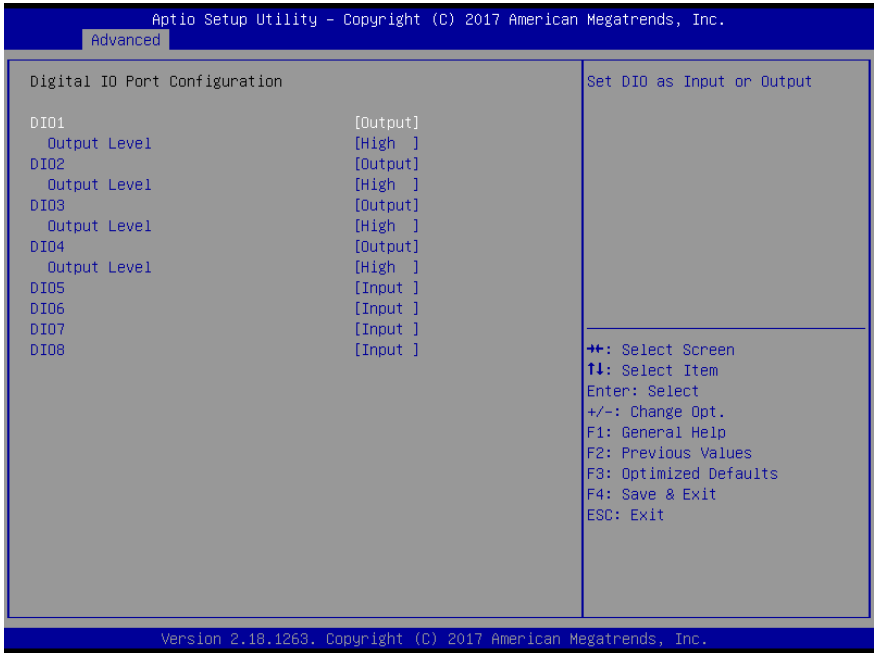 Aptio Setup Utility – Copyright (C) 2017 American Megatrends, Inc.
Advanced
Digital IO Port Configuration
DIO1 [Output]
Output Level [High ]
DIO2 [Output]
Output Level [High ]
DIO3 [Output]
Output Level [High ]
DIO4 [Output]
Output Level [High ]
DIO5 [Input ]
DIO6 [Input ]
DIO7 [Input ]
DIO8 [Input ]
Set DIO as Input or Output
→←: Select Screen
↑↓: Select Item
Enter: Select
+/-: Change Opt.
F1: General Help
F2: Previous Values
F3: Optimized Defaults
F4: Save & Exit
ESC: Exit
Version 2.18.1263. Copyright (C) 2017 American Megatrends, Inc.